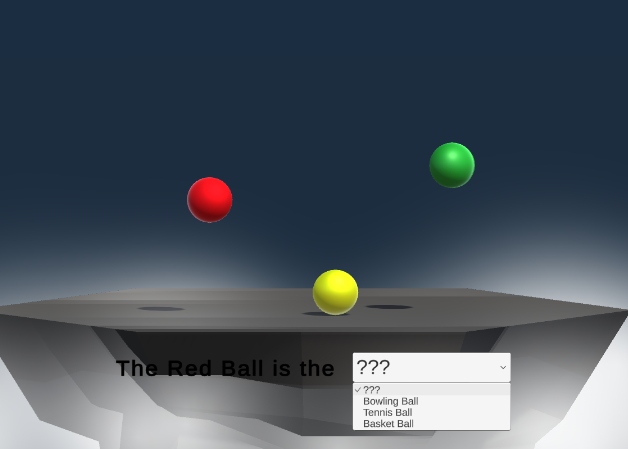 The Red Ball is the
???
???
Bowling Ball
Tennis Ball
Basket Ball